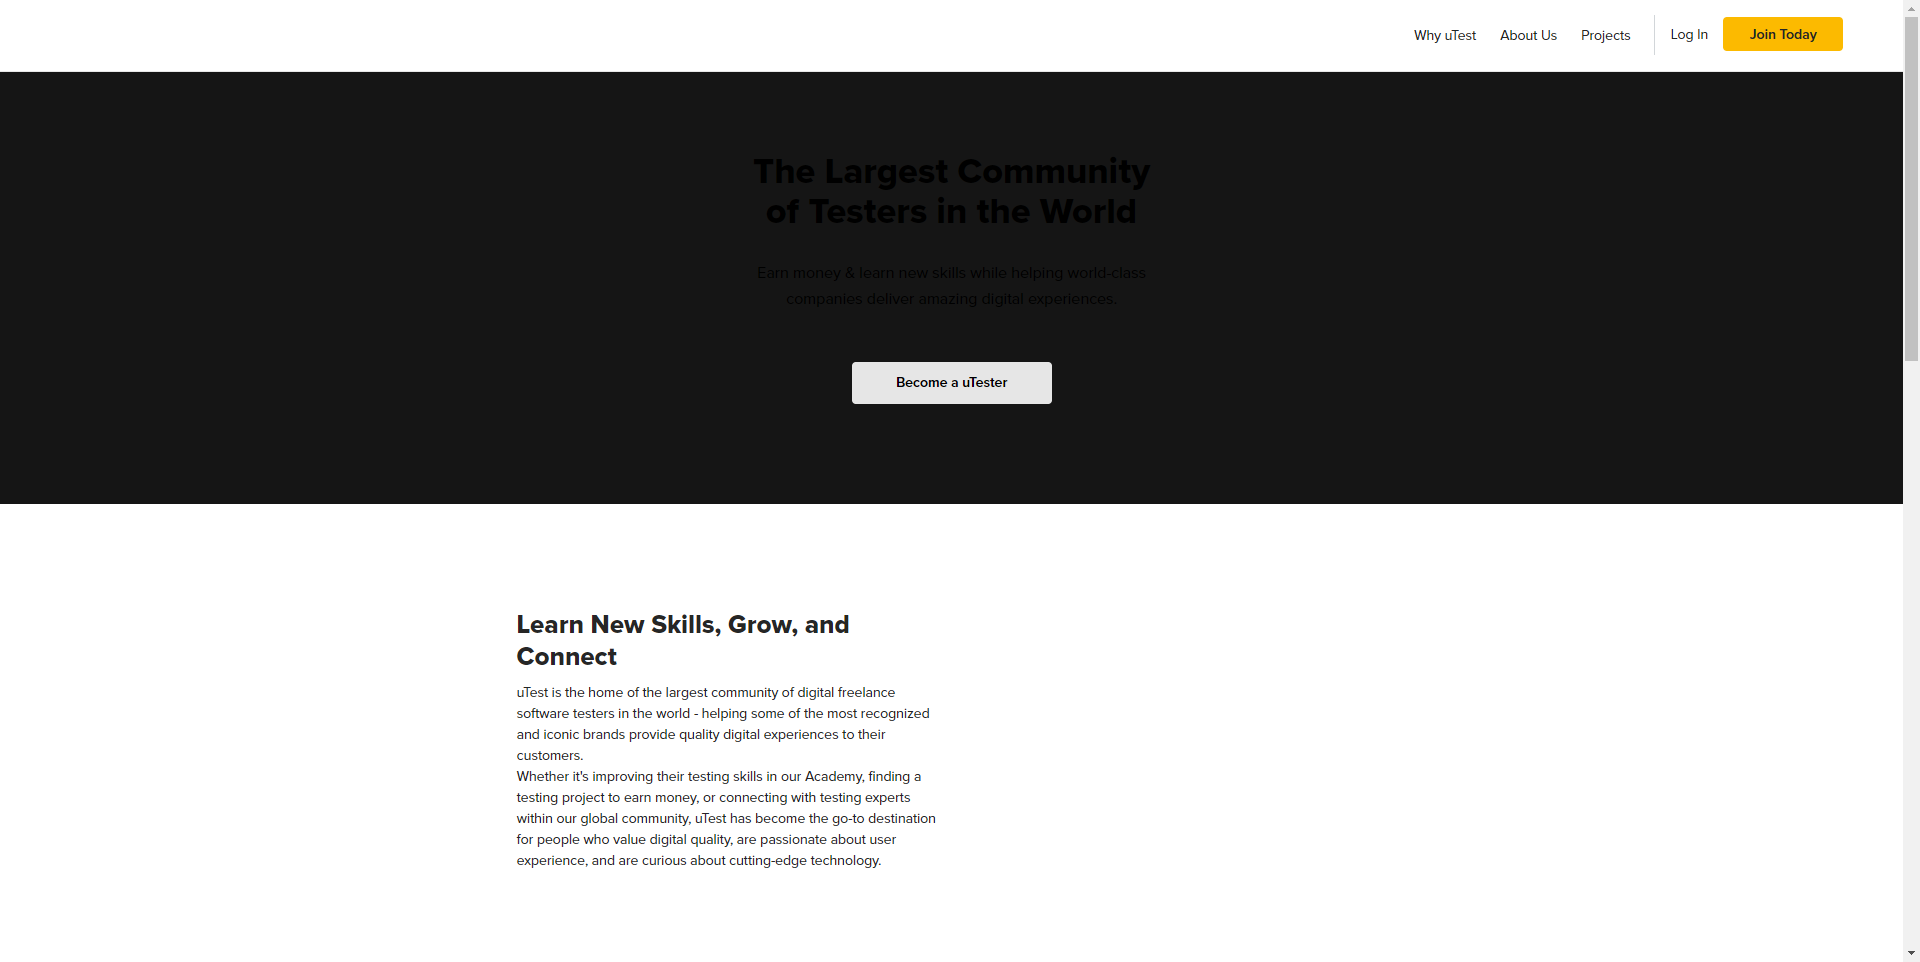 Why uTest
About Us
Projects
Log In
Join Today
The Largest Community
of Testers in the World
Earn money & learn new skills while helping world-class
companies deliver amazing digital experiences.
Become a uTester
Learn New Skills, Grow, and
Connect
uTest is the home of the largest community of digital freelance
software testers in the world - helping some of the most recognized
and iconic brands provide quality digital experiences to their
customers.
Whether it's improving their testing skills in our Academy, finding a
testing project to earn money, or connecting with testing experts
within our global community, uTest has become the go-to destination
for people who value digital quality, are passionate about user
experience, and are curious about cutting-edge technology.